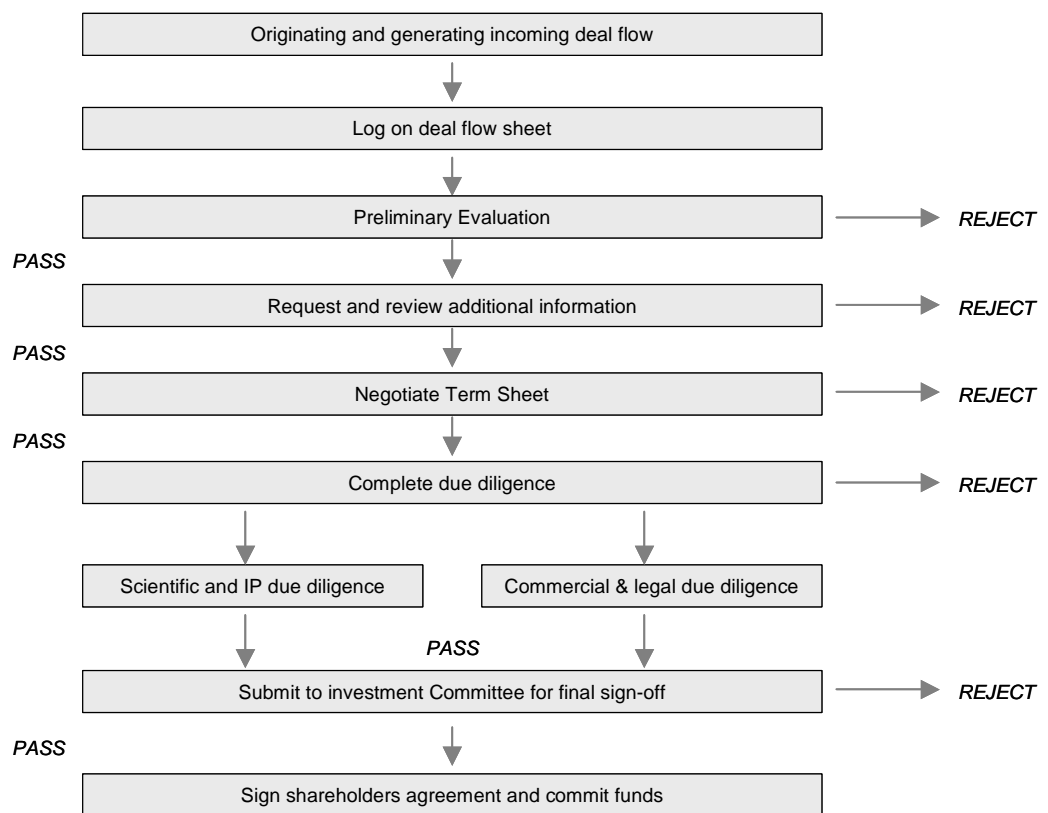 Originating and generating incoming deal flow
Log on deal flow sheet
Preliminary Evaluation
REJECT
PASS
Request and review additional information
REJECT
PASS
Negotiate Term Sheet
REJECT
PASS
Complete due diligence
REJECT
Scientific and IP due diligence
Commercial & legal due diligence
PASS
Submit to investment Committee for final sign-off
REJECT
PASS
Sign shareholders agreement and commit funds